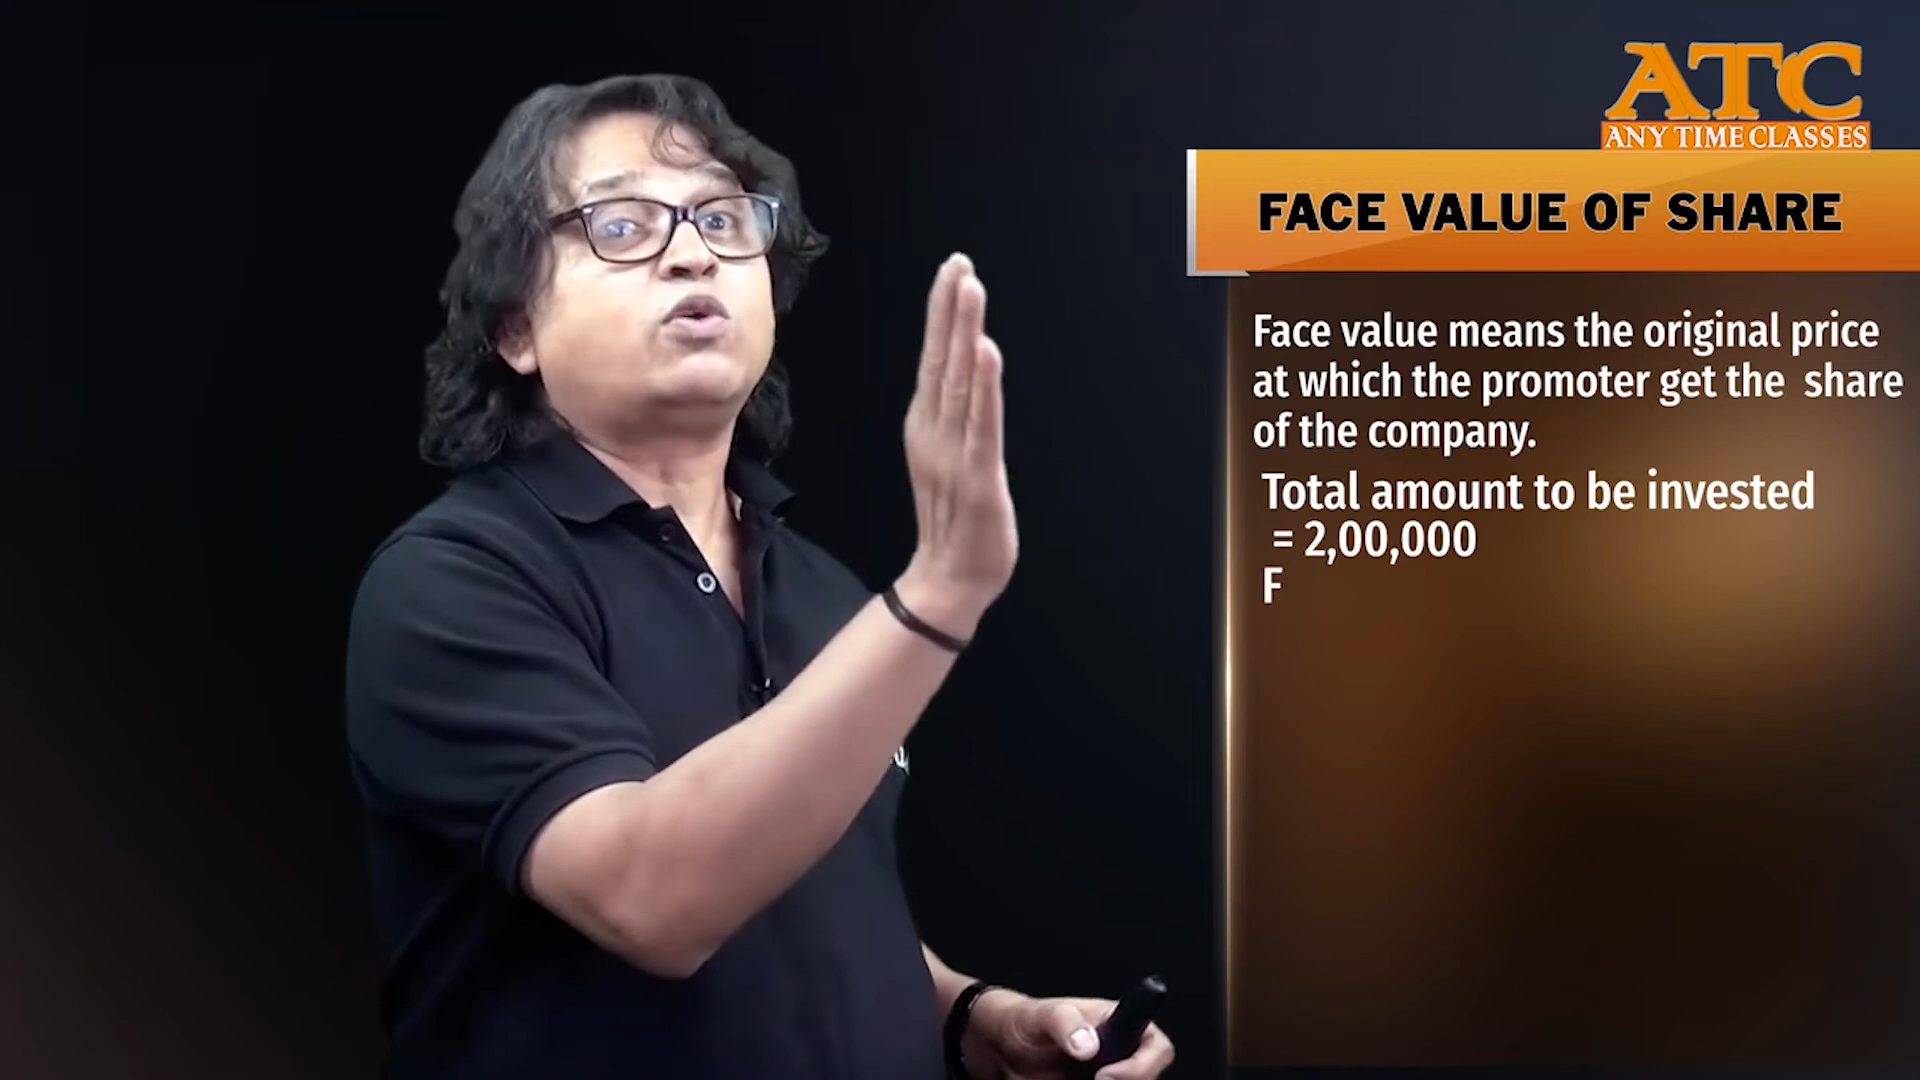 ATC
ANY TIME CLASSES
FACE VALUE OF SHARE
Face value means the original price
at which the promoter get the share
of the company.
Total amount to be invested
= 2,00,000
F